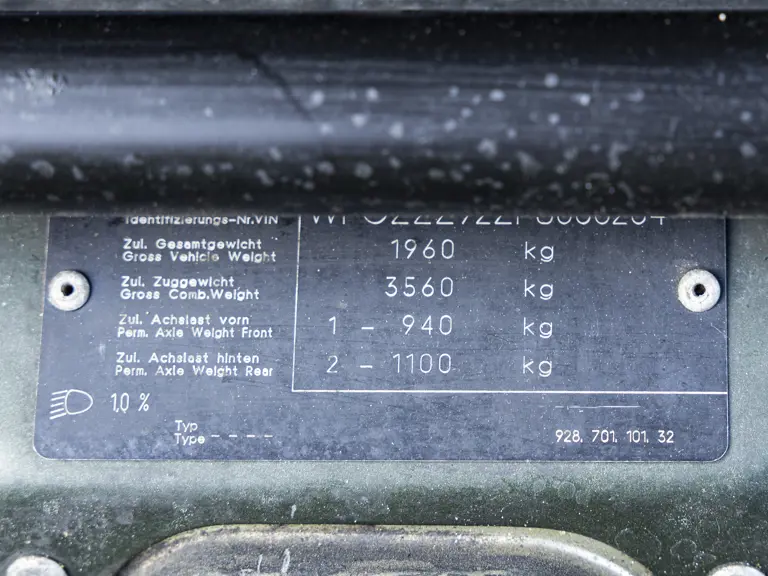 Identifizierungs-Nr. VIN
Zul. Gesamtgewicht
Gross Vehicle Weight
1960 kg
Zul. Zuggewicht
Gross Comb.Weight
3560 kg
Zul. Achslast vorn
Perm. Axle Weight Front
1 - 940 kg
Zul. Achslast hinten
Perm. Axle Weight Rear
2 - 1100 kg
1,0 %
Typ
Type - - - -
928. 701. 101. 32